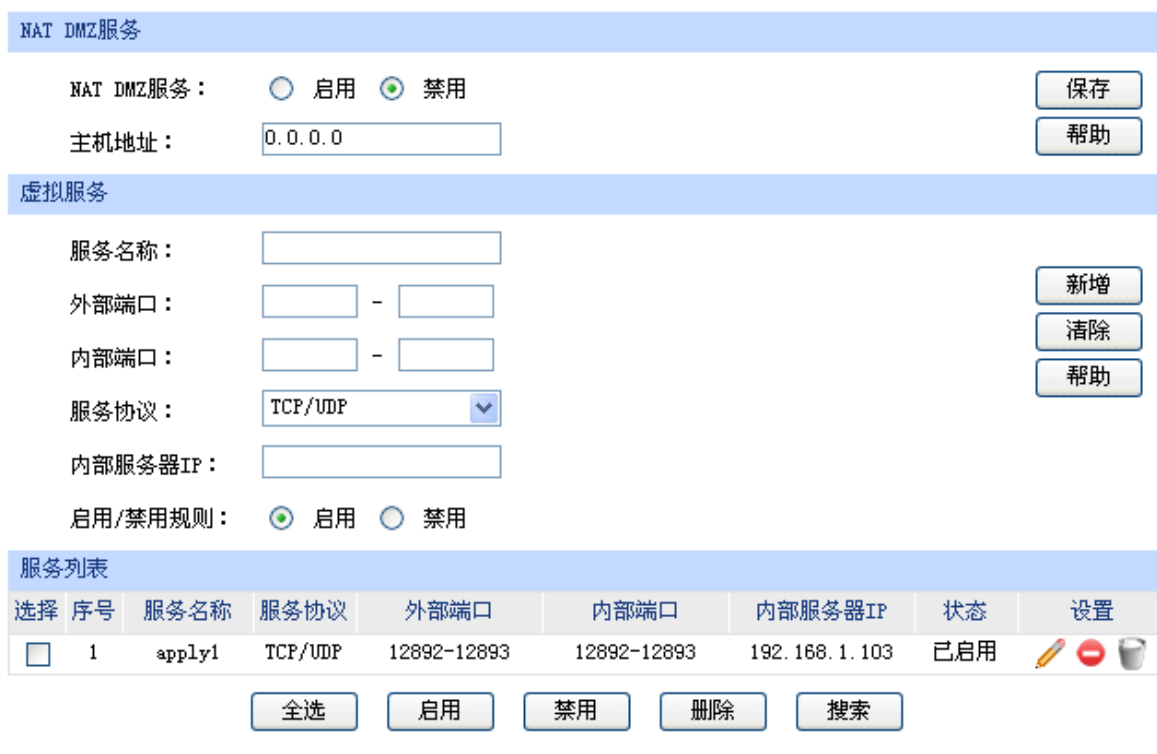 NAT DMZ服务
NAT DMZ服务： 启用 禁用 保存
主机地址： 0.0.0.0 帮助
虚拟服务
服务名称：
外部端口： - 新增
内部端口： - 清除
服务协议： TCP/UDP 帮助
内部服务器IP：
启用/禁用规则： 启用 禁用
服务列表
选择 序号 服务名称 服务协议 外部端口 内部端口 内部服务器IP 状态 设置
1 apply1 TCP/UDP 12892-12893 12892-12893 192.168.1.103 已启用
全选 启用 禁用 删除 搜索